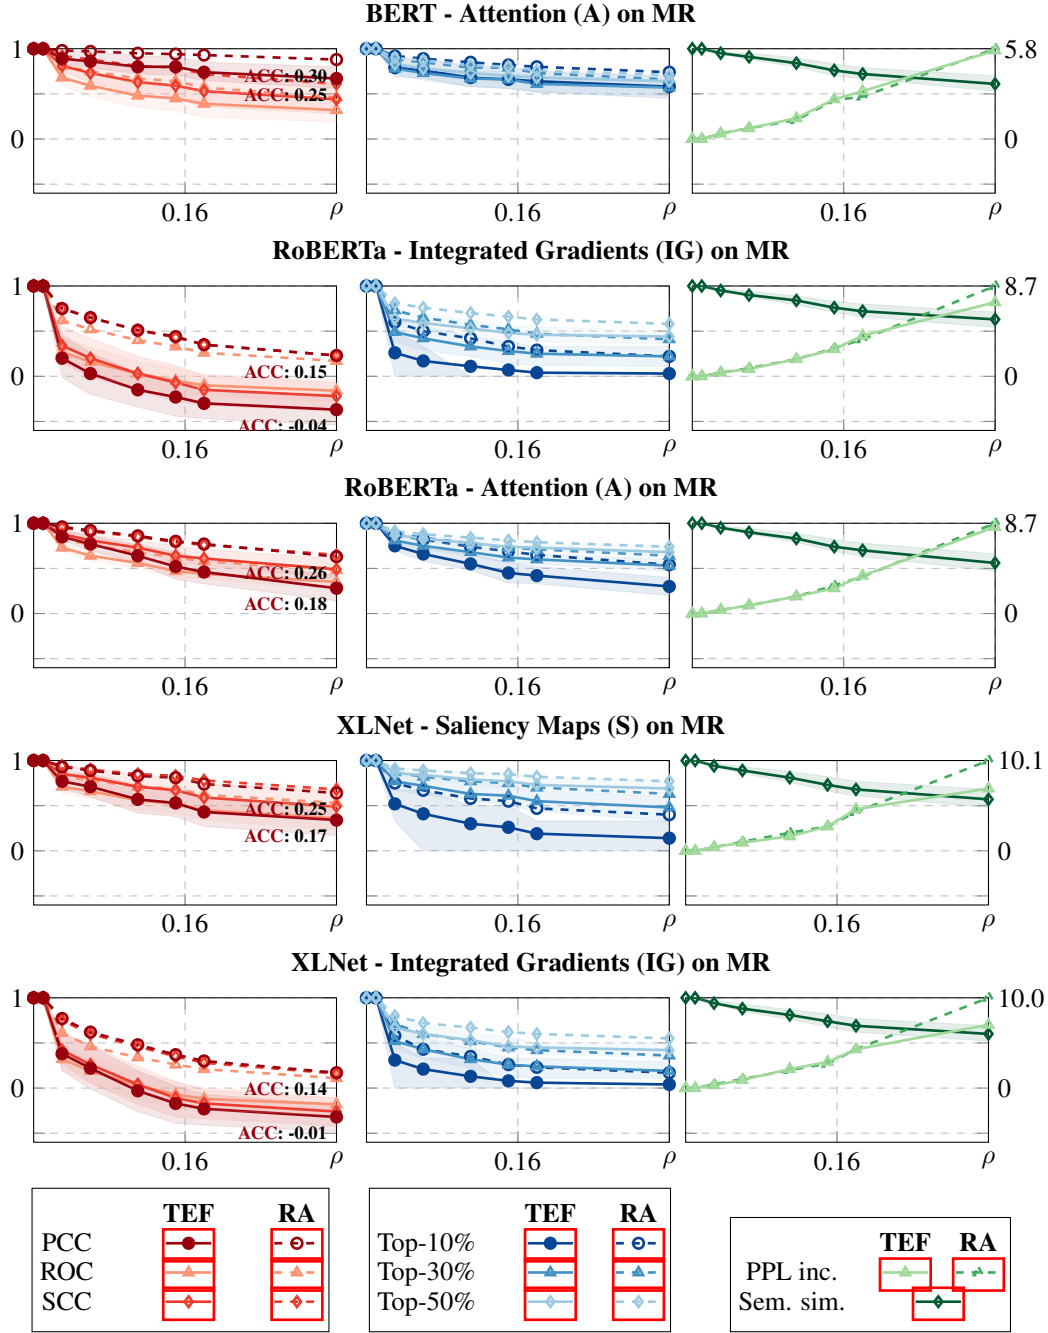 BERT - Attention (A) on MR
1
0
ACC: 0.30
ACC: 0.25
0.16
ρ
0.16
ρ
5.8
0
0.16
ρ
RoBERTa - Integrated Gradients (IG) on MR
1
0
ACC: 0.15
ACC: -0.04
0.16
ρ
0.16
ρ
8.7
0
0.16
ρ
RoBERTa - Attention (A) on MR
1
0
ACC: 0.26
ACC: 0.18
0.16
ρ
0.16
ρ
8.7
0
0.16
ρ
XLNet - Saliency Maps (S) on MR
1
0
ACC: 0.25
ACC: 0.17
0.16
ρ
0.16
ρ
10.1
0
0.16
ρ
XLNet - Integrated Gradients (IG) on MR
1
0
ACC: 0.14
ACC: -0.01
0.16
ρ
0.16
ρ
10.0
0
0.16
ρ
TEF RA
PCC
ROC
SCC
TEF RA
Top-10%
Top-30%
Top-50%
TEF RA
PPL inc.
Sem. sim.